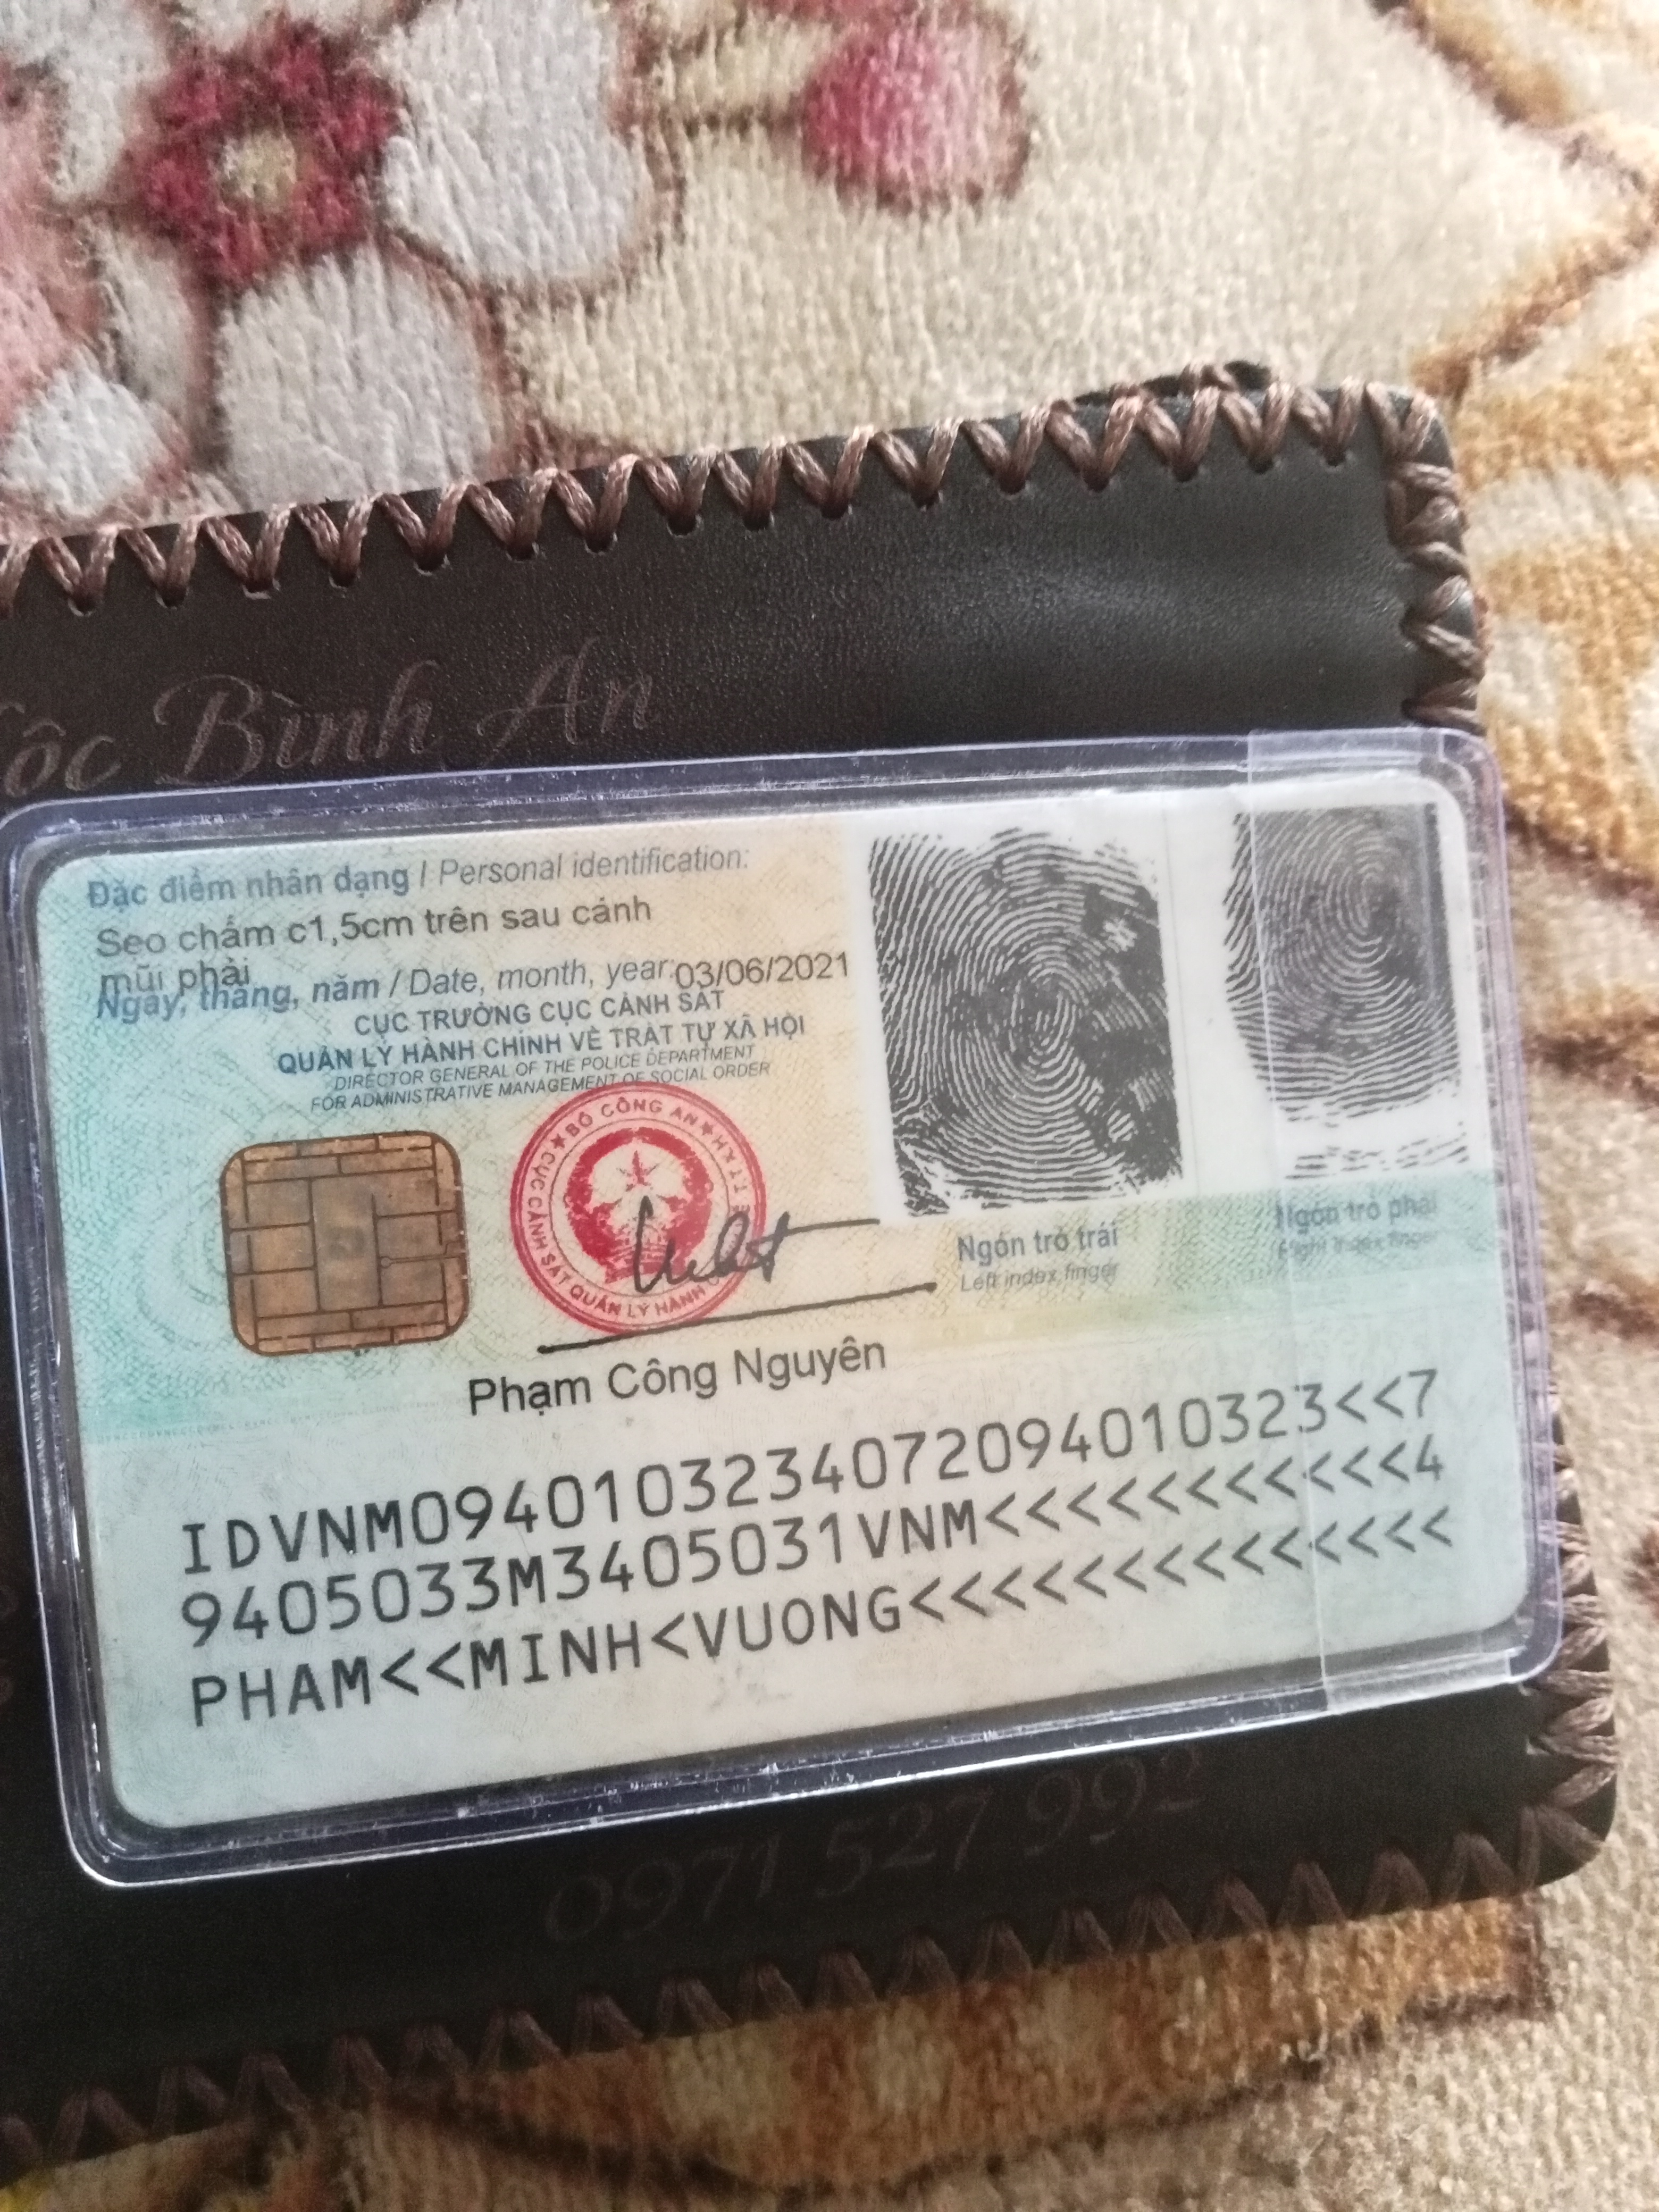 ốc Bình An
Đặc điểm nhân dạng / Personal identification:
Sẹo chấm c1,5cm trên sau cánh
mũi phải
Ngày, tháng, năm / Date, month, year: 03/06/2021
CỤC TRƯỞNG CỤC CẢNH SÁT
QUẢN LÝ HÀNH CHÍNH VỀ TRẬT TỰ XÃ HỘI
DIRECTOR GENERAL OF THE POLICE DEPARTMENT
FOR ADMINISTRATIVE MANAGEMENT OF SOCIAL ORDER
BỘ CÔNG AN
CỤC CẢNH SÁT QUẢN LÝ HÀNH
Ngón trỏ trái
Left index finger
Ngón trỏ phải
Right index finger
Phạm Công Nguyên
IDVNM0940103234072094010323<<7
9405033M3405031VNM<<<<<<<<<<<4
PHAM<<MINH<VUONG<<<<<<<<<<<<<<
0971 527 992